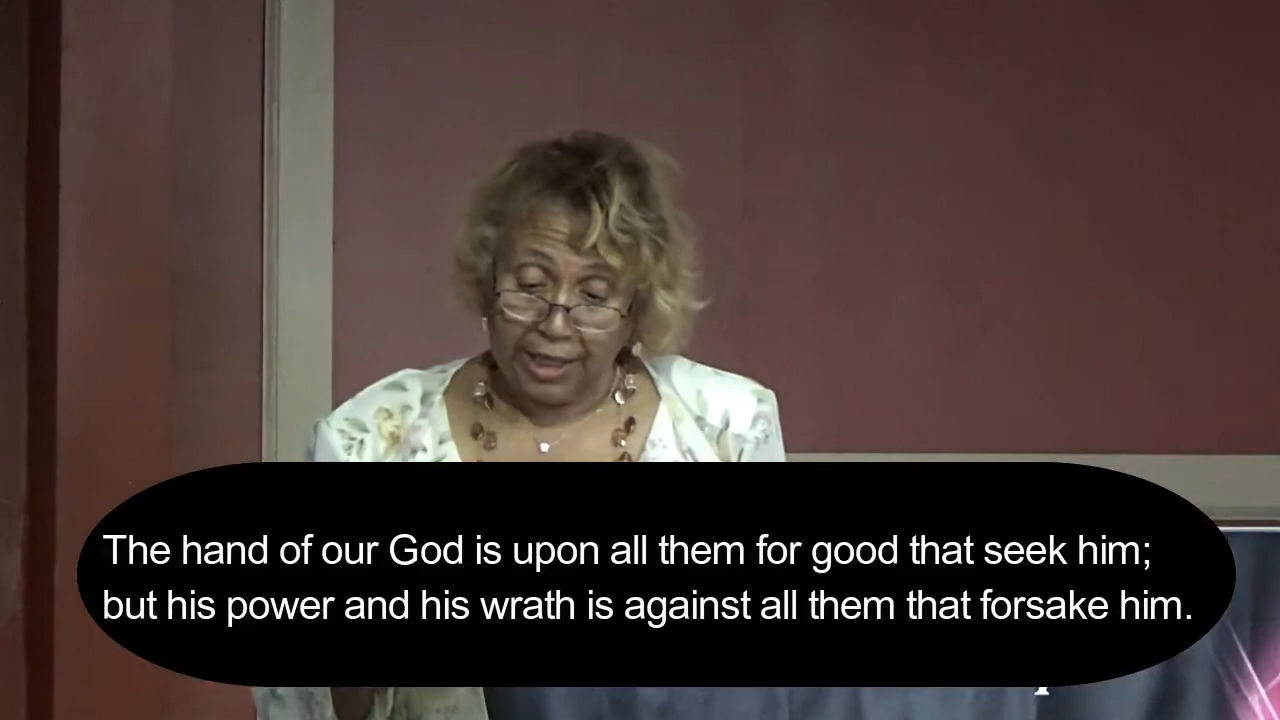 The hand of our God is upon all them for good that seek him;
but his power and his wrath is against all them that forsake him.